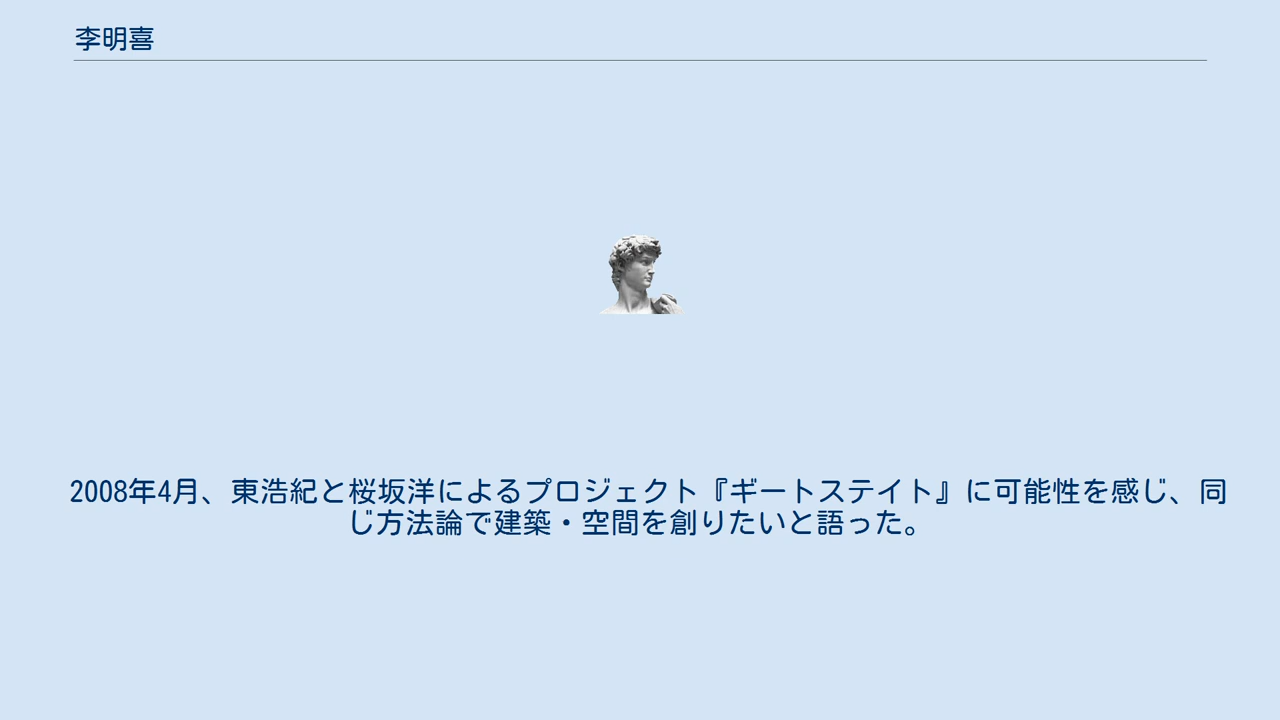 李明喜
2008年4月、東浩紀と桜坂洋によるプロジェクト『ギートステイト』に可能性を感じ、同
じ方法論で建築・空間を創りたいと語った。